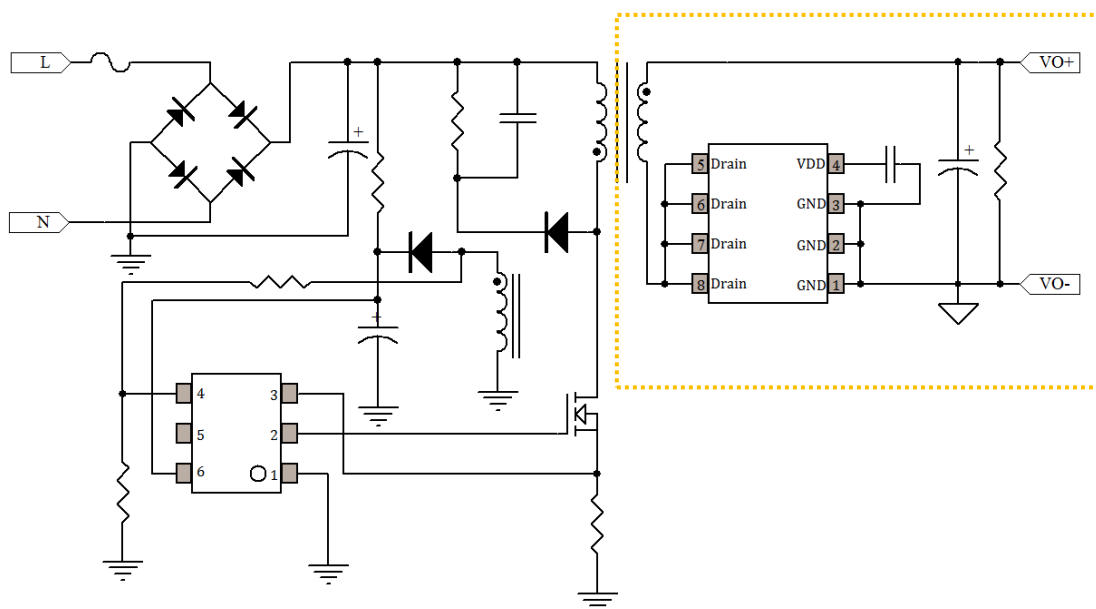 L
VO+
+
+
5 Drain VDD 4
6 Drain GND 3
7 Drain GND 2
8 Drain GND 1
N
VO-
+
4 3
5 2
6 1